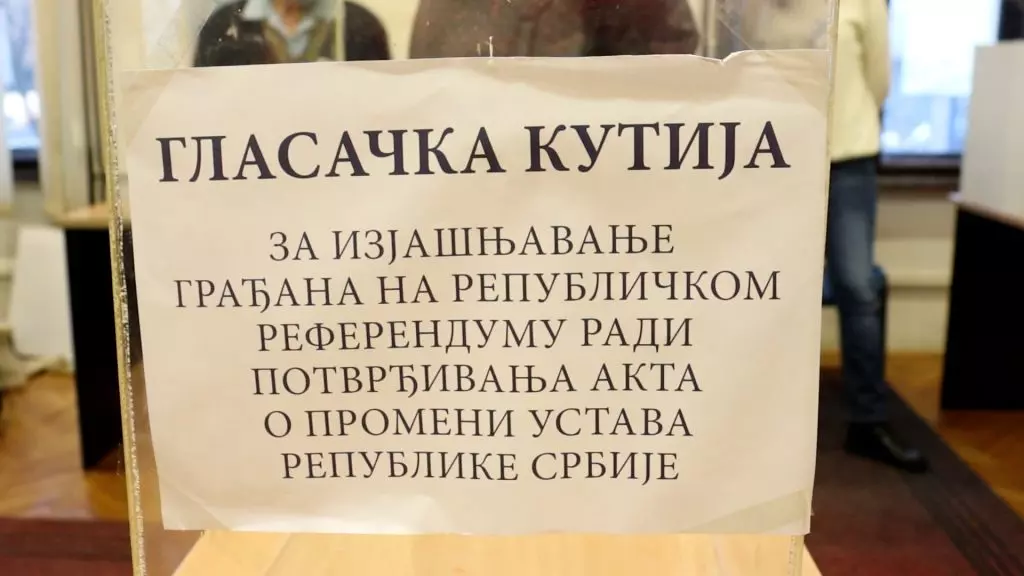 ГЛАСАЧКА КУТИЈА
ЗА ИЗЈАШЊАВАЊЕ
ГРАЂАНА НА РЕПУБЛИЧКОМ
РЕФЕРЕНДУМУ РАДИ
ПОТВРЂИВАЊА АКТА
О ПРОМЕНИ УСТАВА
РЕПУБЛИКЕ СРБИЈЕ